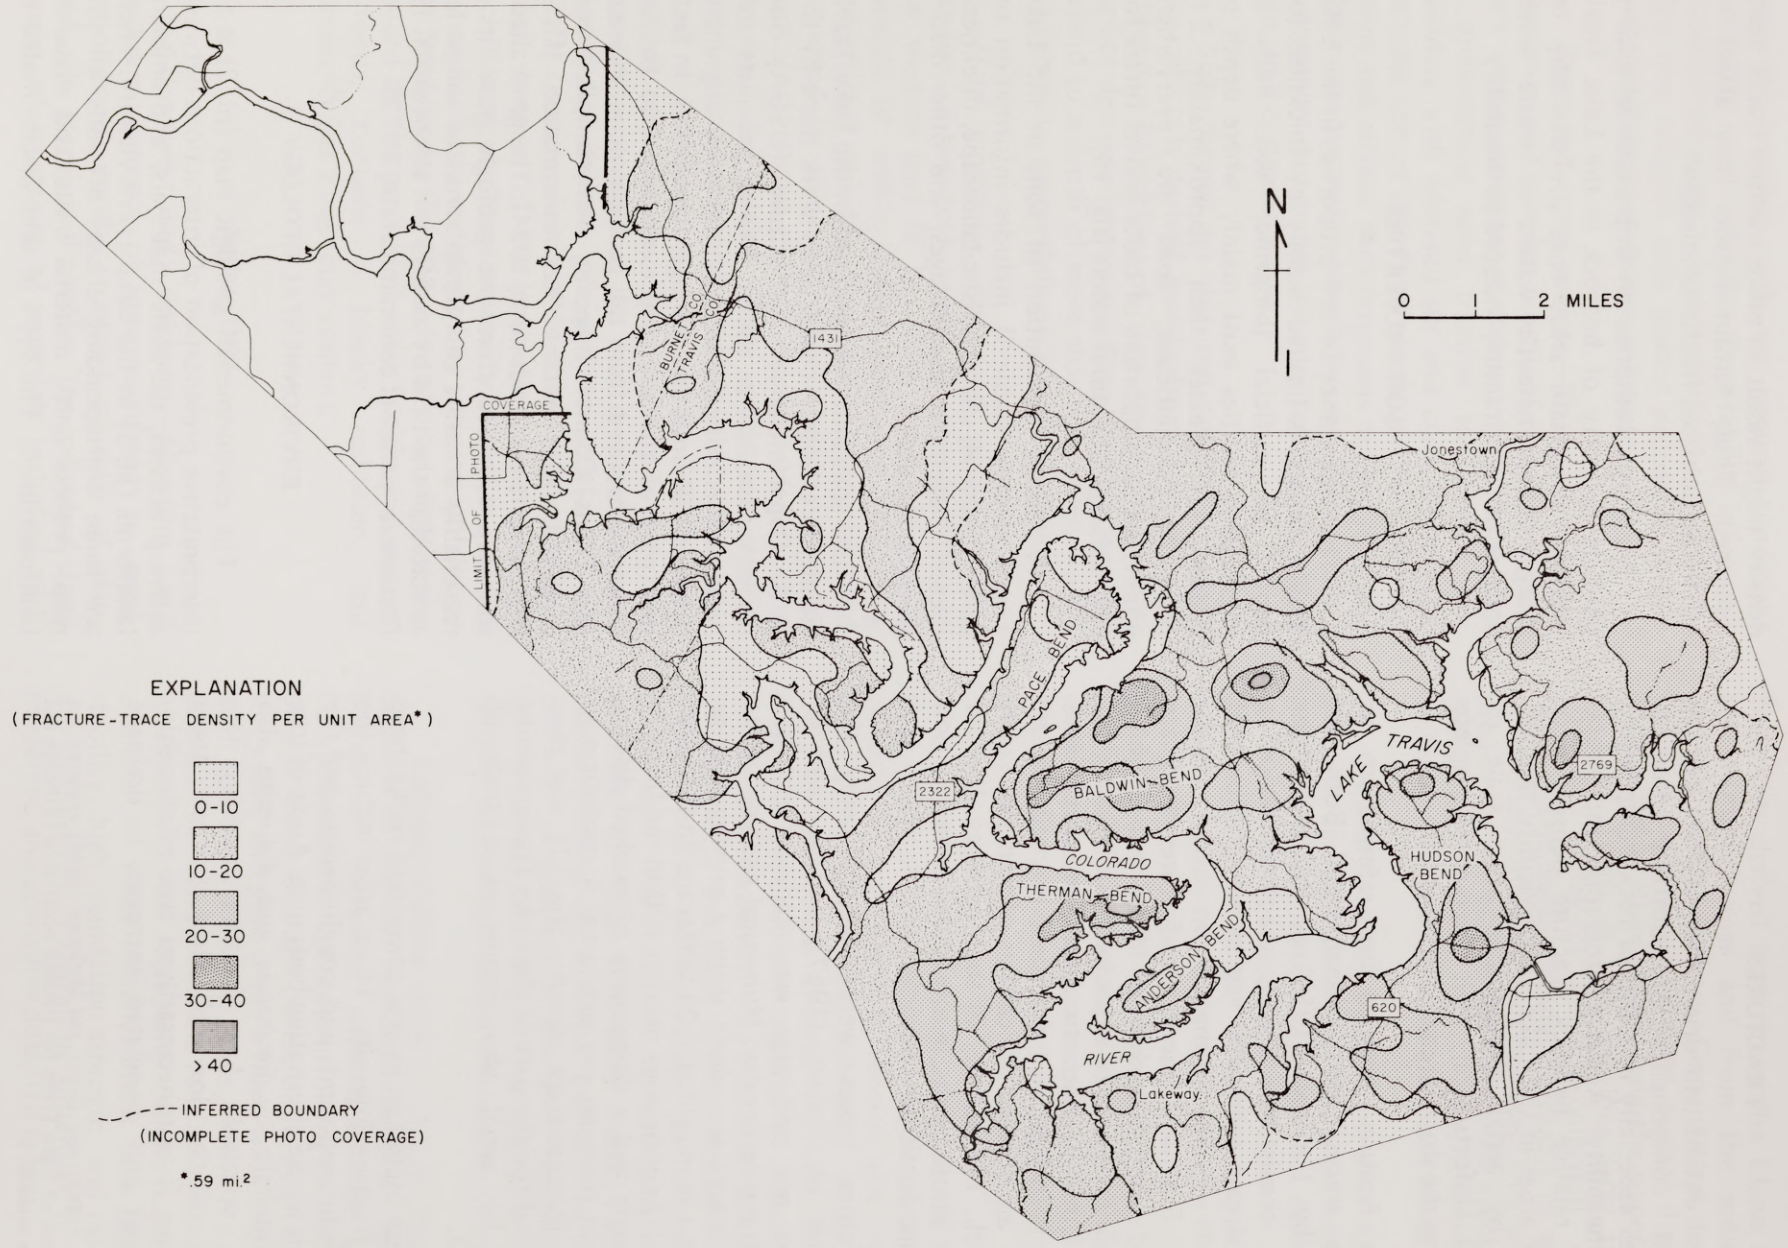 N
0 1 2 MILES
BURNET CO.
TRAVIS CO.
1431
COVERAGE
LIMIT OF PHOTO
Jonestown
PACE BEND
BALDWIN BEND
2322
LAKE TRAVIS
2769
COLORADO
HUDSON
BEND
THERMAN BEND
ANDERSON BEND
620
RIVER
Lakeway
EXPLANATION
(FRACTURE-TRACE DENSITY PER UNIT AREA*)
0-10
10-20
20-30
30-40
>40
INFERRED BOUNDARY
(INCOMPLETE PHOTO COVERAGE)
*.59 mi.2